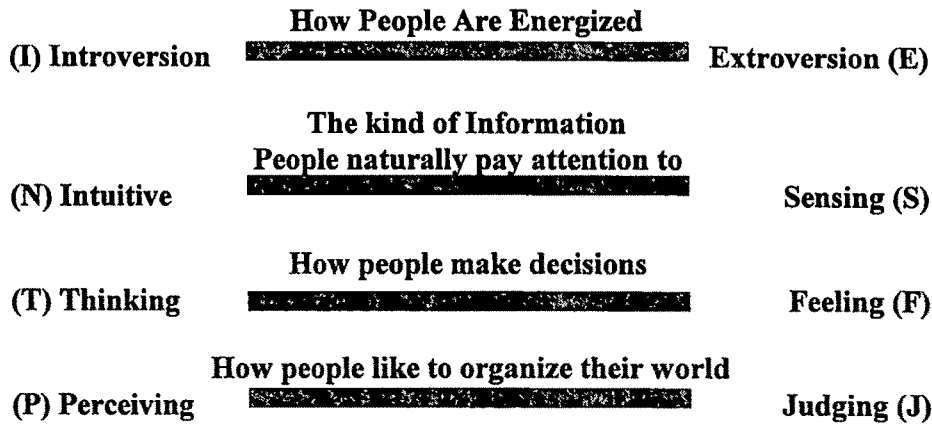 How People Are Energized
(I) Introversion Extroversion (E)
The kind of Information
People naturally pay attention to
(N) Intuitive Sensing (S)
How people make decisions
(T) Thinking Feeling (F)
How people like to organize their world
(P) Perceiving Judging (J)